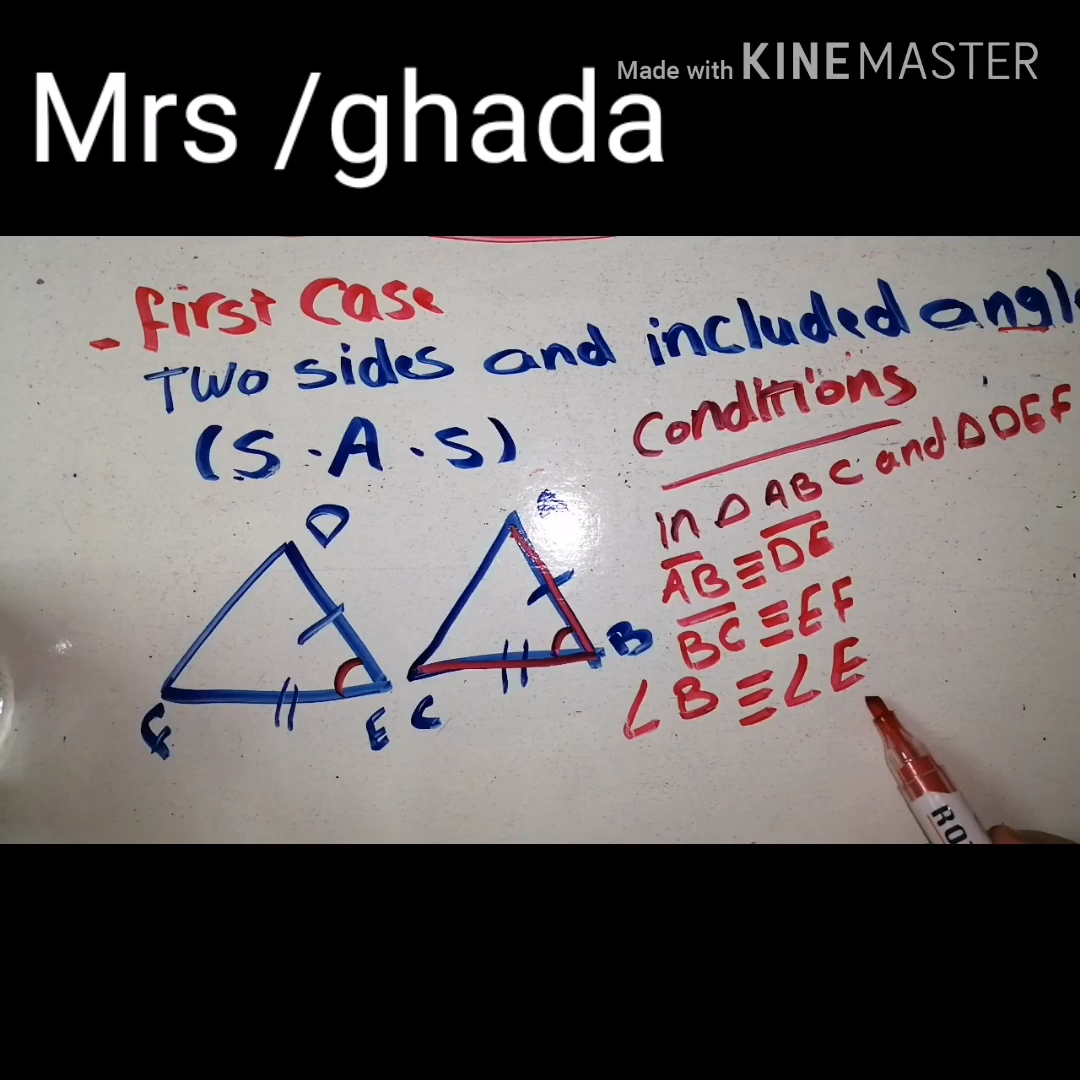 Made with KINEMASTER
Mrs /ghada
- first Case
Two sides and included angle
(S.A.S)
Conditions
in Δ ABC and Δ DEF
AB ≡ DE
BC ≡ EF
∠B ≡ ∠E
D
B
E
C